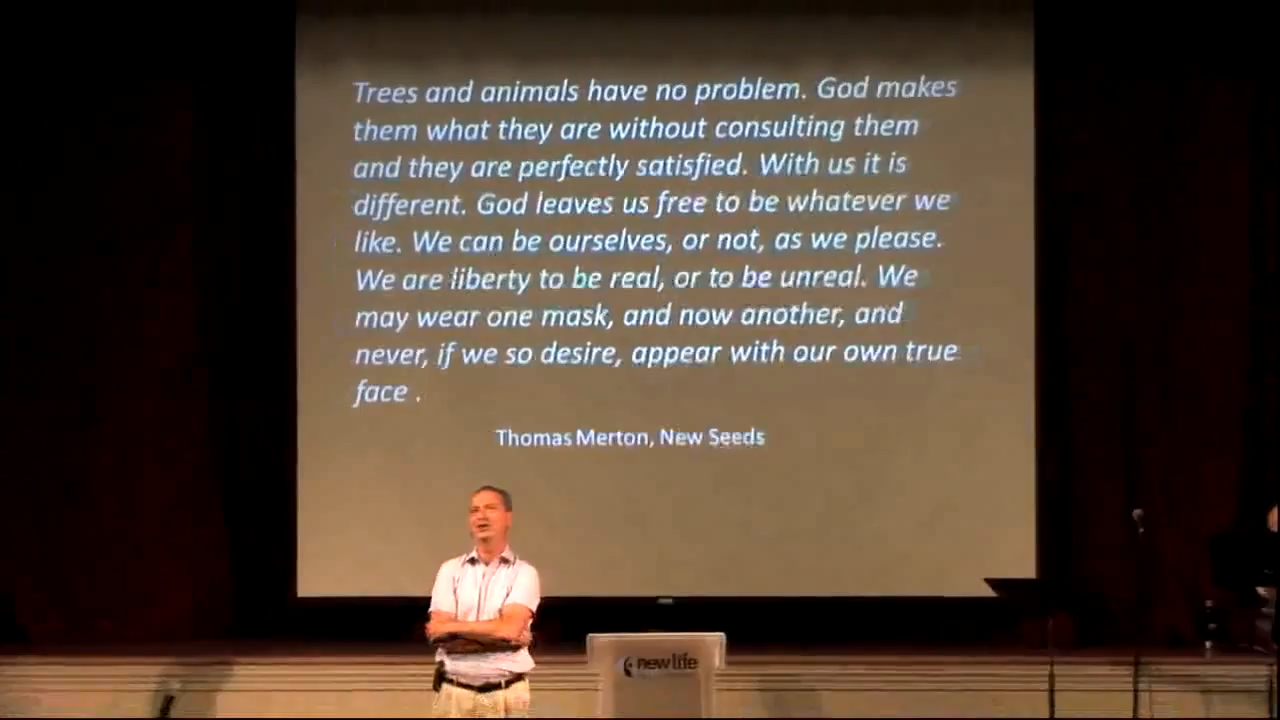 Trees and animals have no problem. God makes
them what they are without consulting them
and they are perfectly satisfied. With us it is
different. God leaves us free to be whatever we
like. We can be ourselves, or not, as we please.
We are liberty to be real, or to be unreal. We
may wear one mask, and now another, and
never, if we so desire, appear with our own true
face .
Thomas Merton, New Seeds
new life